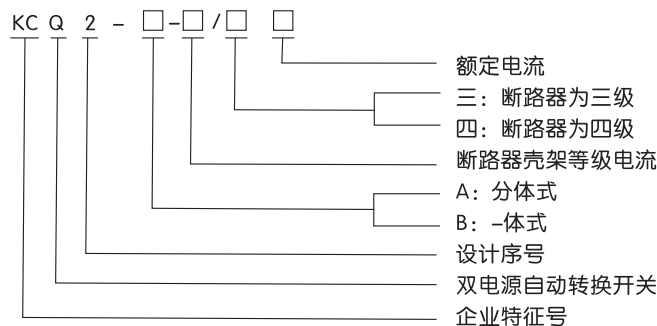 KC Q 2 - □ - □ / □ □
额定电流
三：断路器为三级
四：断路器为四级
断路器壳架等级电流
A：分体式
B：-体式
设计序号
双电源自动转换开关
企业特征号